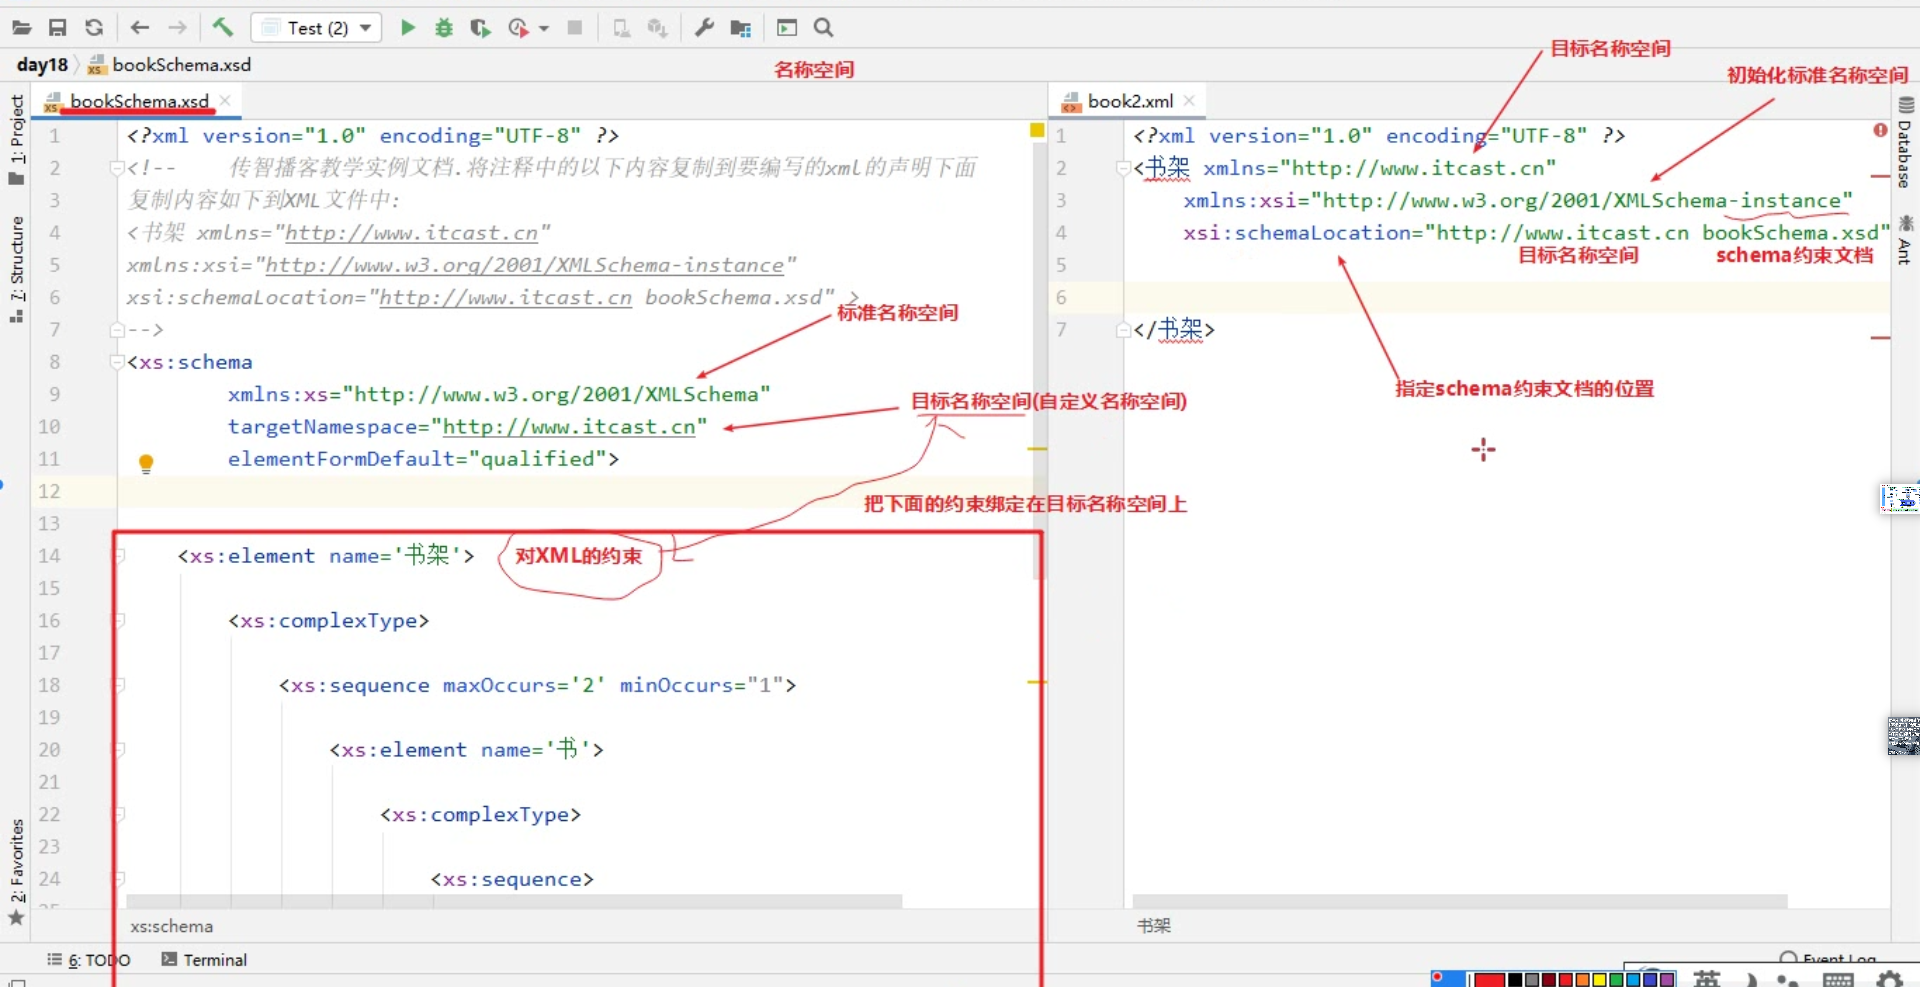 Test (2)
day18
bookSchema.xsd
名称空间
目标名称空间
初始化标准名称空间
bookSchema.xsd
book2.xml
1: Project
7: Structure
2: Favorites
Database
Ant
1 <?xml version="1.0" encoding="UTF-8" ?>
2 <!-- 传智播客教学实例文档.将注释中的以下内容复制到要编写的xml的声明下面
3 复制内容如下到XML文件中:
4 <书架 xmlns="http://www.itcast.cn"
5 xmlns:xsi="http://www.w3.org/2001/XMLSchema-instance"
6 xsi:schemaLocation="http://www.itcast.cn bookSchema.xsd" >
7 -->
标准名称空间
8 <xs:schema
9 xmlns:xs="http://www.w3.org/2001/XMLSchema"
10 targetNamespace="http://www.itcast.cn"
目标名称空间(自定义名称空间)
11 elementFormDefault="qualified">
12
把下面的约束绑定在目标名称空间上
13
14 <xs:element name='书架'>
对XML的约束
15
16 <xs:complexType>
17
18 <xs:sequence maxOccurs='2' minOccurs="1">
19
20 <xs:element name='书'>
21
22 <xs:complexType>
23
24 <xs:sequence>
xs:schema
1 <?xml version="1.0" encoding="UTF-8" ?>
2 <书架 xmlns="http://www.itcast.cn"
3 xmlns:xsi="http://www.w3.org/2001/XMLSchema-instance"
4 xsi:schemaLocation="http://www.itcast.cn bookSchema.xsd"
目标名称空间
schema约束文档
5
6
7 </书架>
指定schema约束文档的位置
书架
6: TODO
Terminal
Event Log
英